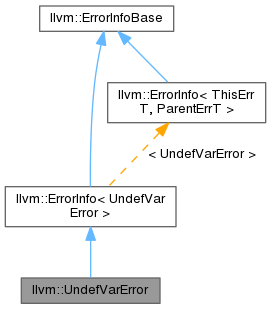 llvm::ErrorInfoBase
llvm::ErrorInfo< ThisErr
T, ParentErrT >
< UndefVarError >
llvm::ErrorInfo< UndefVar
Error >
llvm::UndefVarError